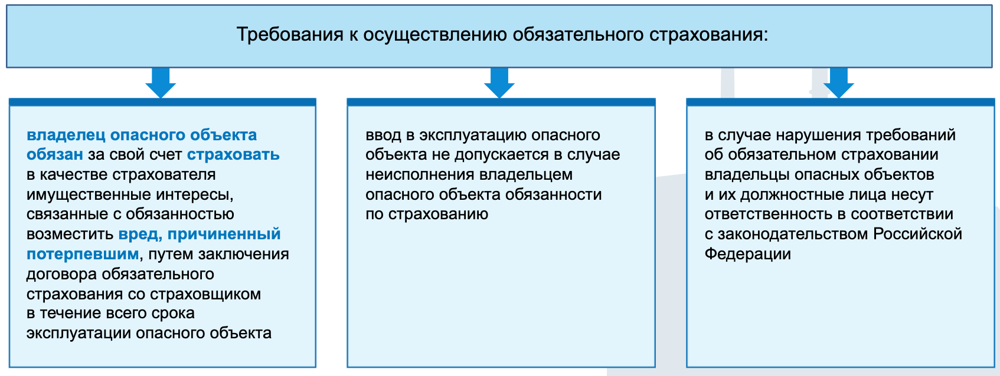 Требования к осуществлению обязательного страхования:
владелец опасного объекта
обязан за свой счет страховать
в качестве страхователя
имущественные интересы,
связанные с обязанностью
возместить вред, причиненный
потерпевшим, путем заключения
договора обязательного
страхования со страховщиком
в течение всего срока
эксплуатации опасного объекта
ввод в эксплуатацию опасного
объекта не допускается в случае
неисполнения владельцем
опасного объекта обязанности
по страхованию
в случае нарушения требований
об обязательном страховании
владельцы опасных объектов
и их должностные лица несут
ответственность в соответствии
с законодательством Российской
Федерации